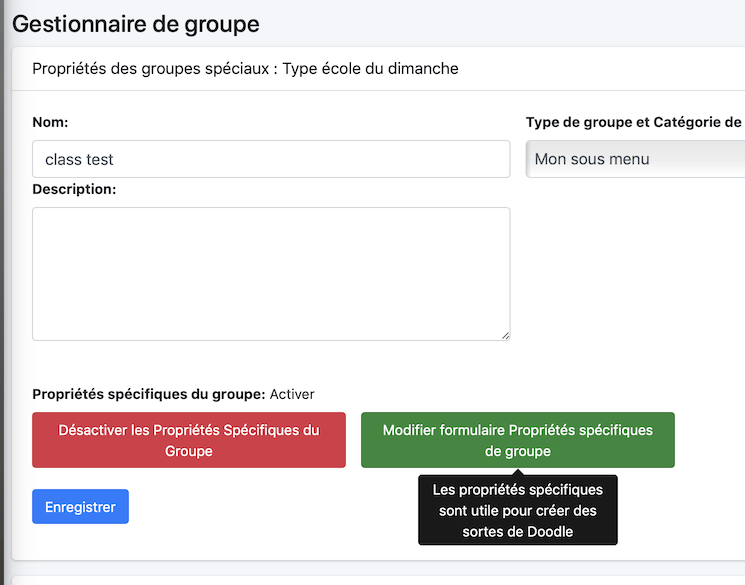 Gestionnaire de groupe
Propriétés des groupes spéciaux : Type école du dimanche
Nom:
Type de groupe et Catégorie de
class test
Mon sous menu
Description:
Propriétés spécifiques du groupe: Activer
Désactiver les Propriétés Spécifiques du
Groupe
Modifier formulaire Propriétés spécifiques
de groupe
Les propriétés spécifiques
sont utile pour créer des
sortes de Doodle
Enregistrer